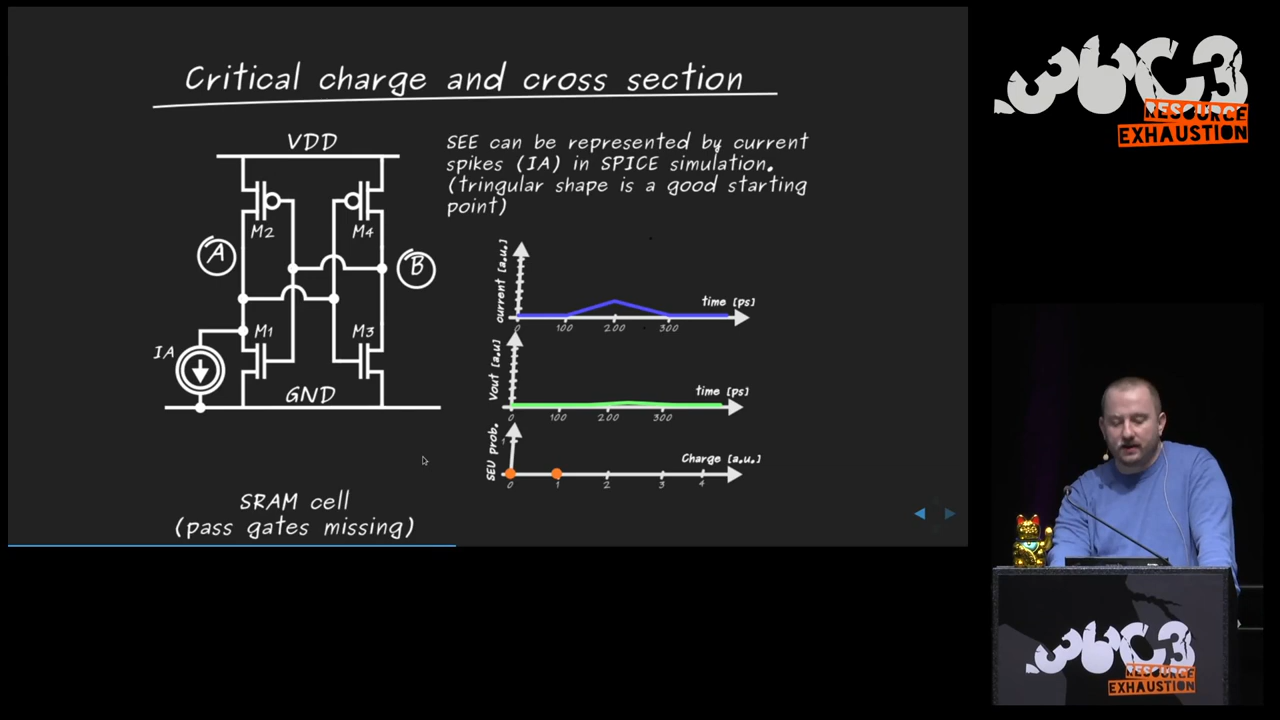 Critical charge and cross section
VDD
M2
M4
A
B
M1
M3
IA
GND
SRAM cell
(pass gates missing)
SEE can be represented by current
spikes (IA) in SPICE simulation.
(tringular shape is a good starting
point)
current [a.u.]
time [ps]
0 100 200 300
Vout [a.u]
time [ps]
0 100 200 300
SEU prob.
1
Charge [a.u.]
0 1 2 3 4
36C3
RESOURCE
EXHAUSTION
36C3
RESOURCE
EXHAUSTION